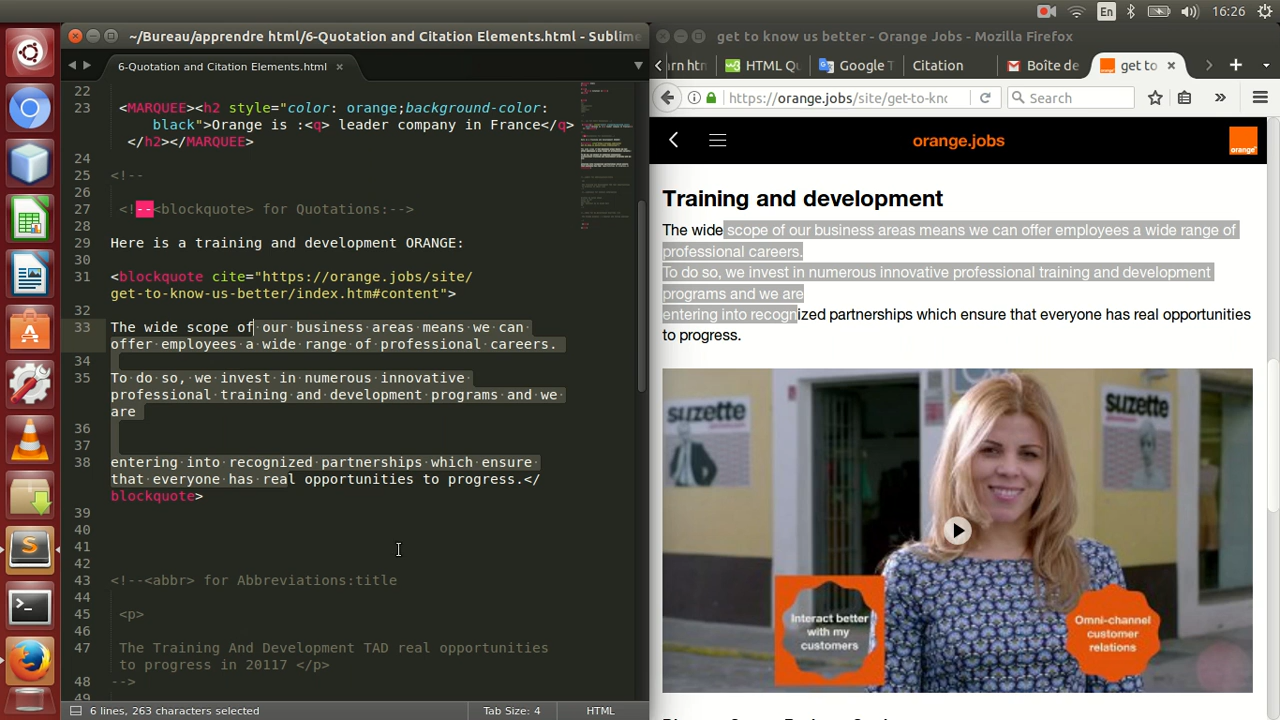 En
16:26
~/Bureau/apprendre html/6-Quotation and Citation Elements.html - Sublime
6-Quotation and Citation Elements.html ×
22
23 <MARQUEE><h2 style="color: orange;background-color:
black">Orange is :<q> leader company in France</q>
</h2></MARQUEE>
24
25 <!--
26
27 <!--<blockquote> for Quotations:-->
28
29 Here is a training and development ORANGE:
30
31 <blockquote cite="https://orange.jobs/site/
get-to-know-us-better/index.htm#content">
32
33 The wide scope of our business areas means we can
offer employees a wide range of professional careers.
34
35 To do so, we invest in numerous innovative
professional training and development programs and we
are
36
37
38 entering into recognized partnerships which ensure
that everyone has real opportunities to progress.</
blockquote>
39
40
41
42
43 <!--<abbr> for Abbreviations:title
44
45 <p>
46
47 The Training And Development TAD real opportunities
to progress in 20117 </p>
48 -->
49
6 lines, 263 characters selected
Tab Size: 4
HTML
get to know us better - Orange Jobs - Mozilla Firefox
arn htm
HTML Qu
Google T
Citation
Boîte de
get to ×
https://orange.jobs/site/get-to-knc
Search
orange.jobs
orange™
Training and development
The wide scope of our business areas means we can offer employees a wide range of
professional careers.
To do so, we invest in numerous innovative professional training and development
programs and we are
entering into recognized partnerships which ensure that everyone has real opportunities
to progress.
suzette
suzette
Interact better
with my
customers
Omni-channel
customer
relations